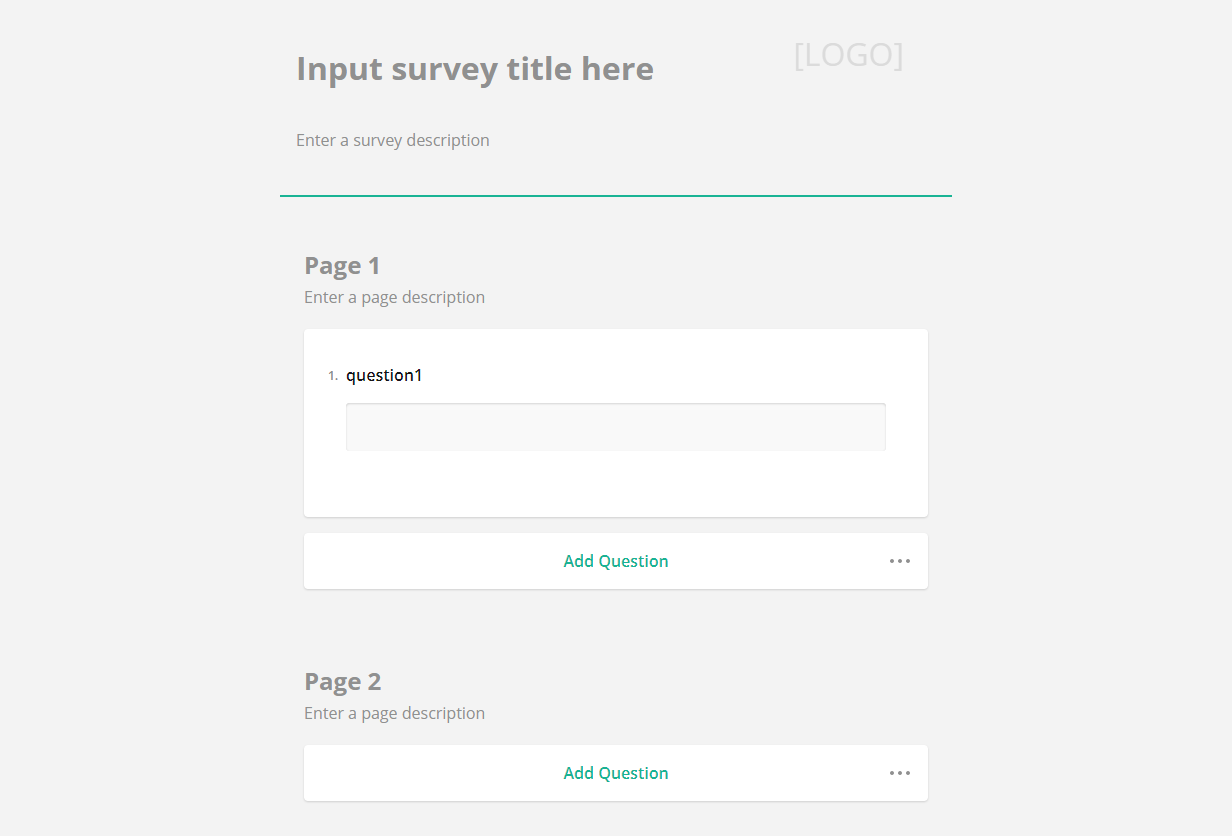 Input survey title here
[LOGO]
Enter a survey description
Page 1
Enter a page description
1. question1
Add Question
Page 2
Enter a page description
Add Question